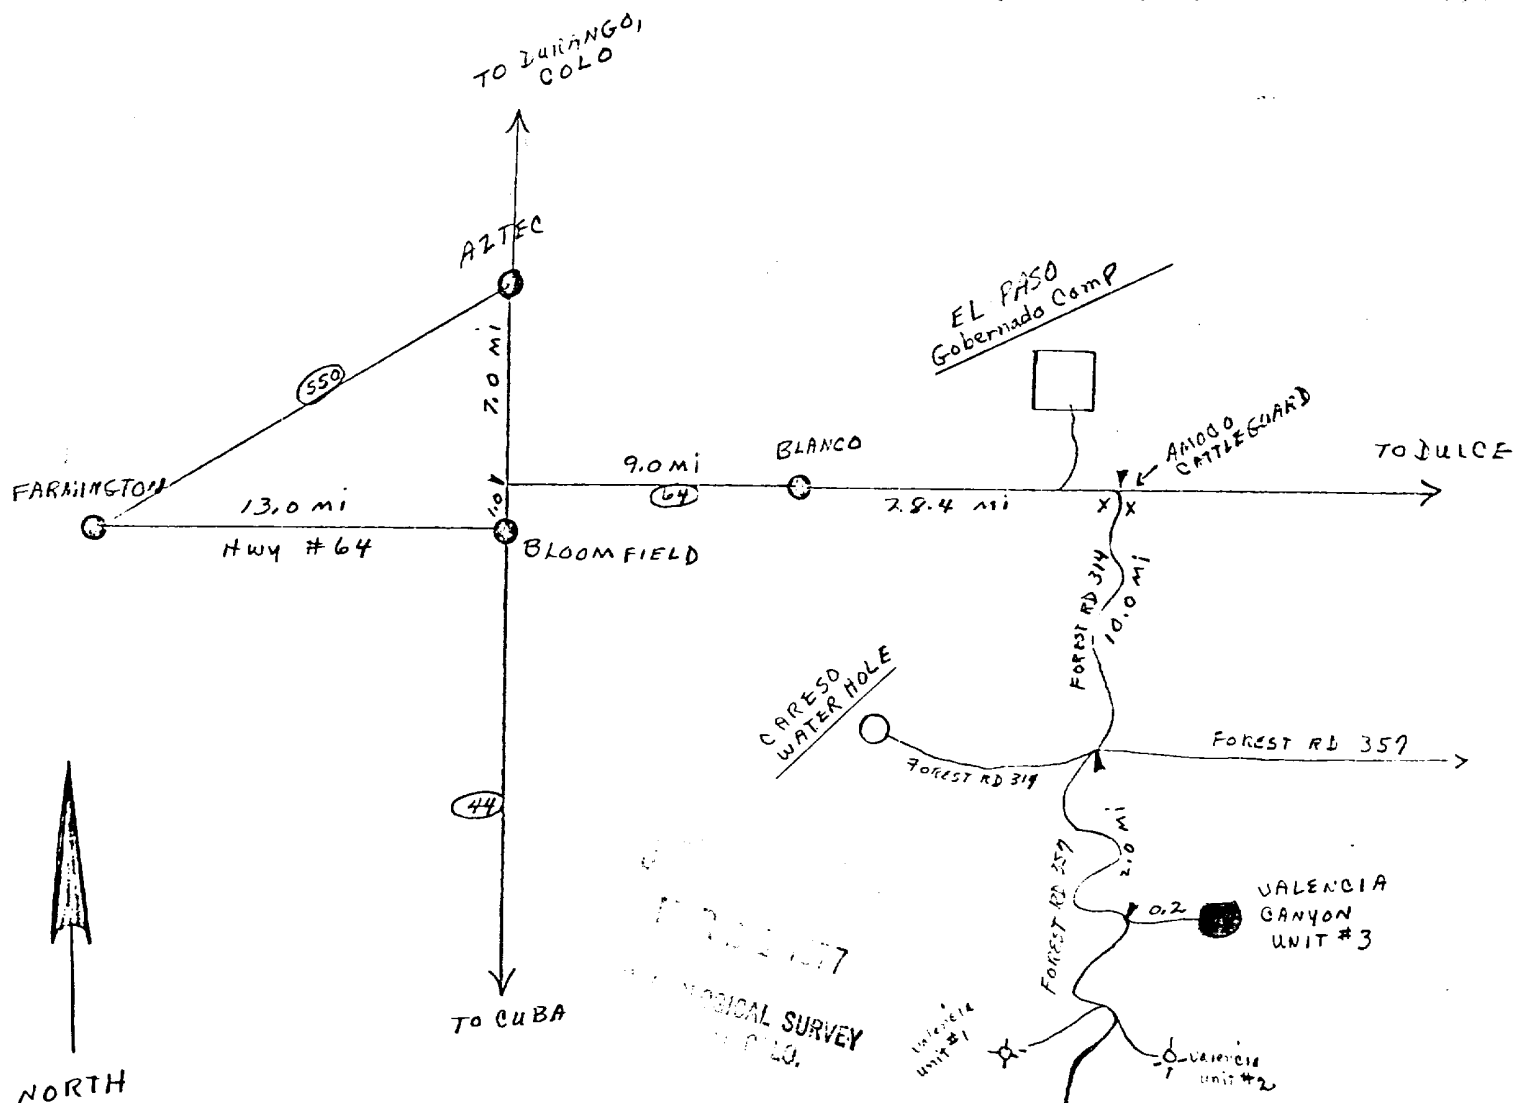 TO DURANGO,
COLO
AZTEC
7.0 mi
550
EL PASO
Gobernado Camp
AMOCO
CATTLEGUARD
TO DULCE
BLANCO
9.0 mi
64
28.4 mi
X X
FARMINGTON
13.0 mi
Hwy #64
1.0
BLOOMFIELD
FOREST RD 314
10.0 mi
CARESO
WATER HOLE
FOREST RD 314
FOREST RD 357
44
2.0 mi
FOREST RD 357
0.2
VALENCIA
CANYON
UNIT #3
TO CUBA
SURVEY
Valencia
unit #1
Valencia
unit #2
NORTH